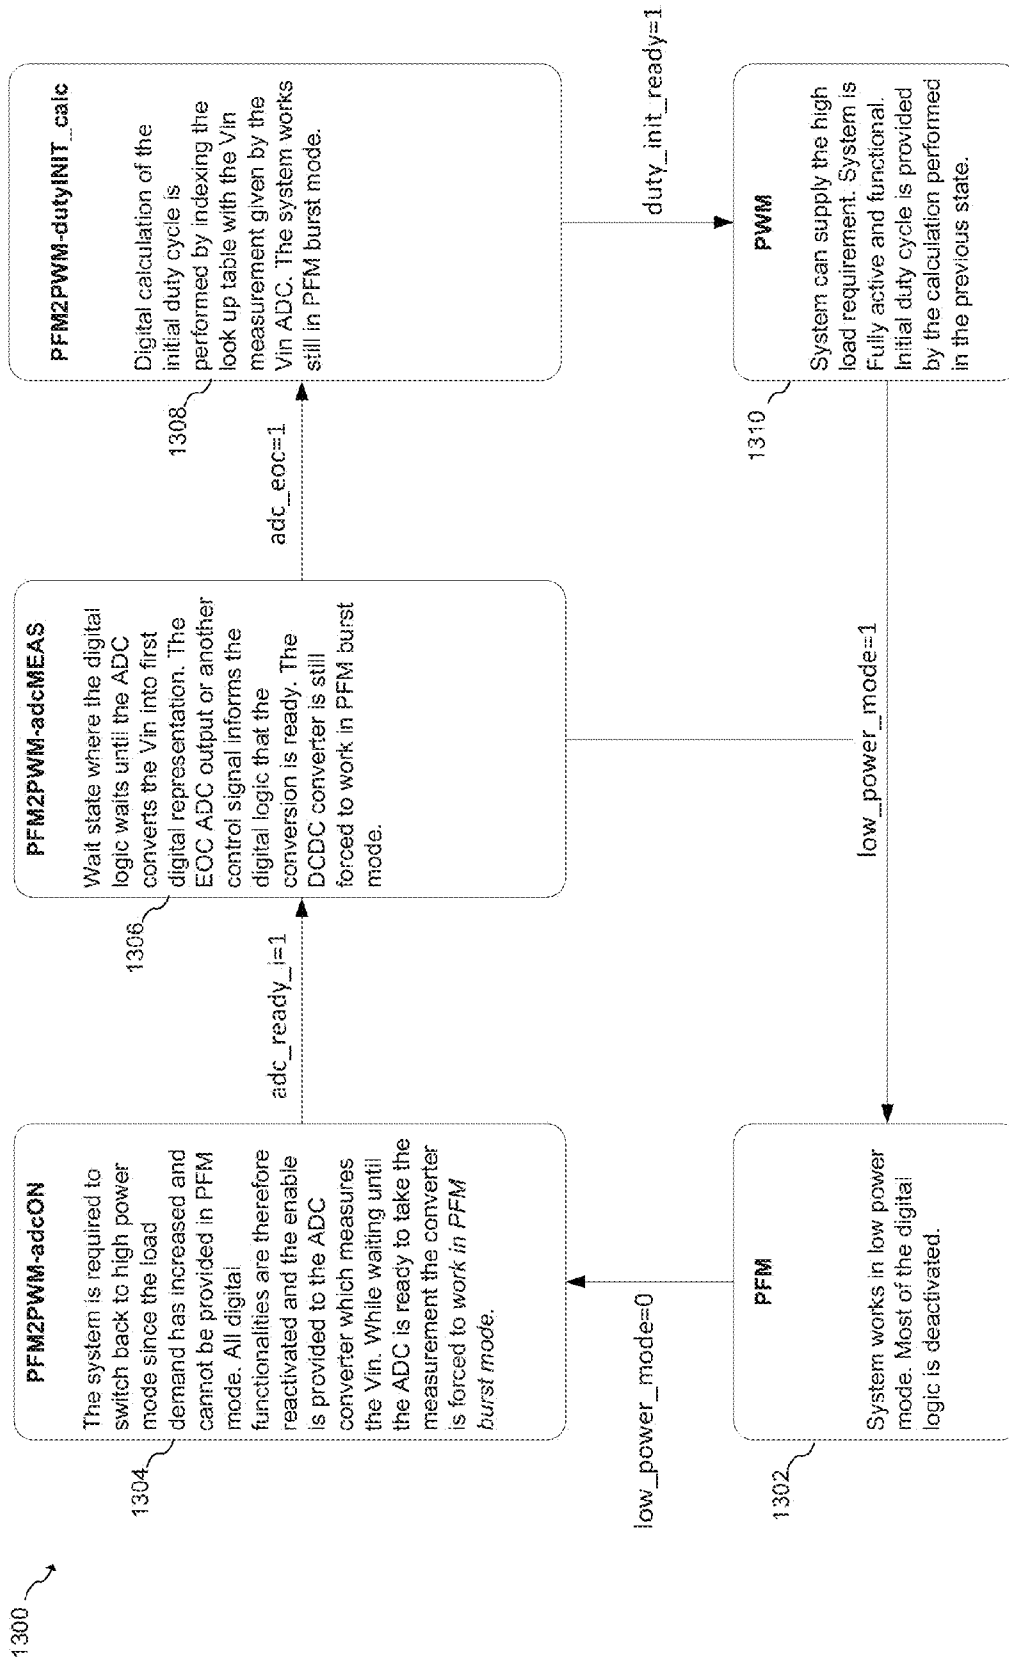 1300
PFM2PWM-adcON
The system is required to
switch back to high power
mode since the load
demand has increased and
cannot be provided in PFM
mode. All digital
functionalities are therefore
reactivated and the enable
is provided to the ADC
converter which measures
the Vin. While waiting until
the ADC is ready to take the
measurement the converter
is forced to work in PFM
burst mode.
1304
adc_ready_i=1
PFM2PWM-adcMEAS
Wait state where the digital
logic waits until the ADC
converts the Vin into first
digital representation. The
EOC ADC output or another
control signal informs the
digital logic that the
conversion is ready. The
DCDC converter is still
forced to work in PFM burst
mode.
1306
adc_eoc=1
PFM2PWM-dutyINIT_calc
Digital calculation of the
initial duty cycle is
performed by indexing the
look up table with the Vin
measurement given by the
Vin ADC. The system works
still in PFM burst mode.
1308
low_power_mode=0
duty_init_ready=1
PFM
System works in low power
mode. Most of the digital
logic is deactivated.
1302
low_power_mode=1
PWM
System can supply the high
load requirement. System is
Fully active and functional.
Initial duty cycle is provided
by the calculation performed
in the previous state.
1310